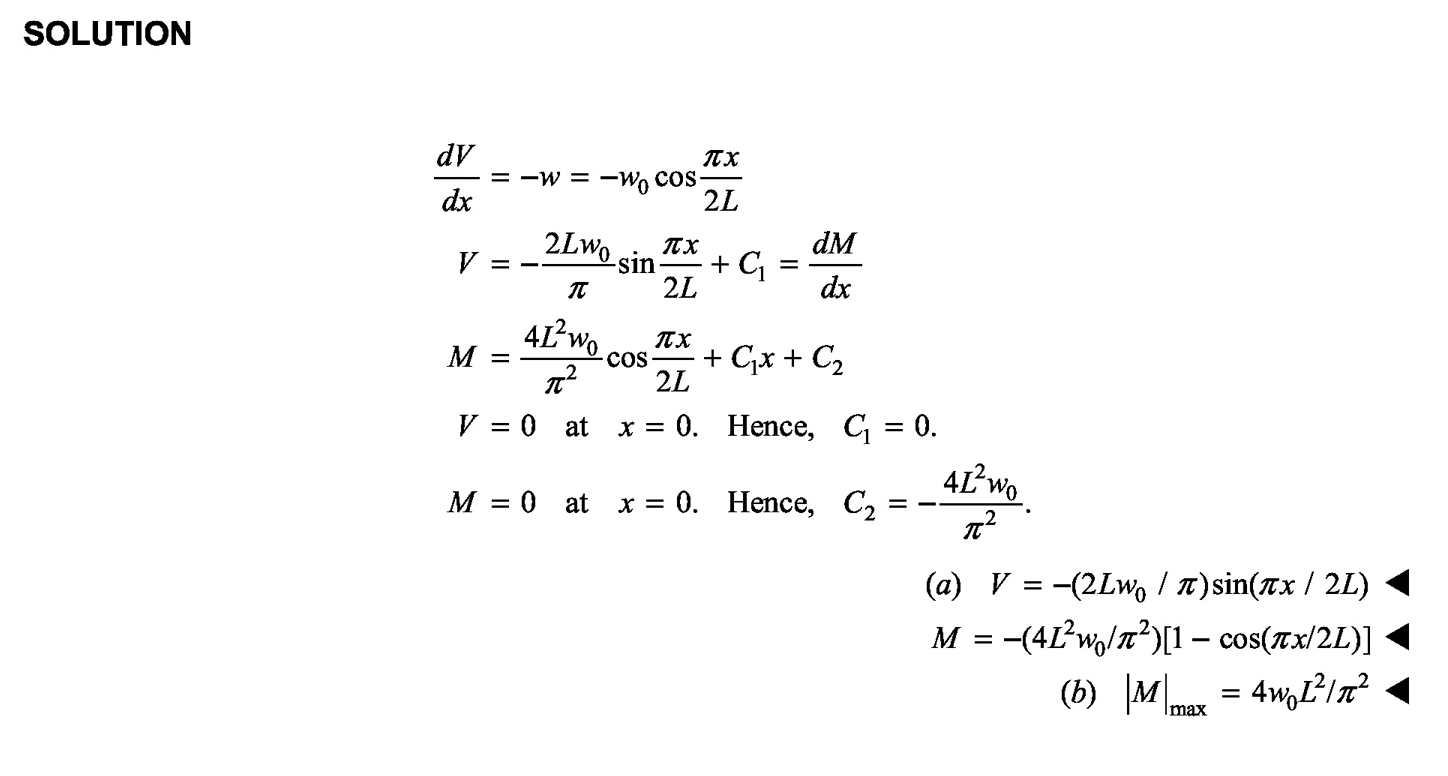 SOLUTION
dV/dx = −w = −w₀ cos πx/2L
V = −2Lw₀/π sin πx/2L + C₁ = dM/dx
M = 4L²w₀/π² cos πx/2L + C₁x + C₂
V = 0 at x = 0. Hence, C₁ = 0.
M = 0 at x = 0. Hence, C₂ = −4L²w₀/π².
(a) V = −(2Lw₀ / π)sin(πx / 2L) ◀
M = −(4L²w₀/π²)[1 − cos(πx/2L)] ◀
(b) |M|max = 4w₀L²/π² ◀